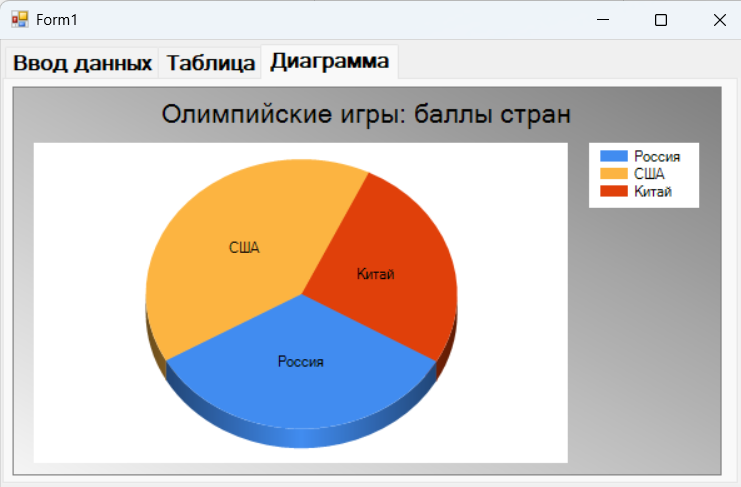 Form1
Ввод данных Таблица Диаграмма
Олимпийские игры: баллы стран
Россия
США
Китай
США
Китай
Россия